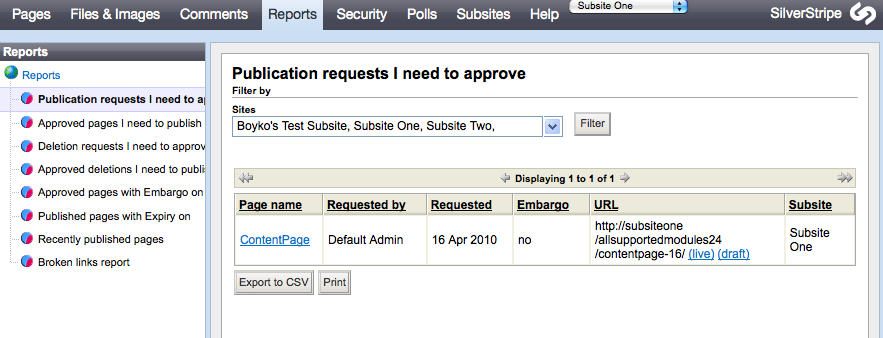 Pages Files & Images Comments Reports Security Polls Subsites Help Subsite One SilverStripe
Reports
Reports
Publication requests I need to ap
Approved pages I need to publish
Deletion requests I need to approv
Approved deletions I need to publi
Approved pages with Embargo on
Published pages with Expiry on
Recently published pages
Broken links report
Publication requests I need to approve
Filter by
Sites
Boyko's Test Subsite, Subsite One, Subsite Two, Filter
Displaying 1 to 1 of 1
Page name Requested by Requested Embargo URL Subsite
ContentPage Default Admin 16 Apr 2010 no http://subsiteone
/allsupportedmodules24
/contentpage-16/ (live) (draft) Subsite
One
Export to CSV Print